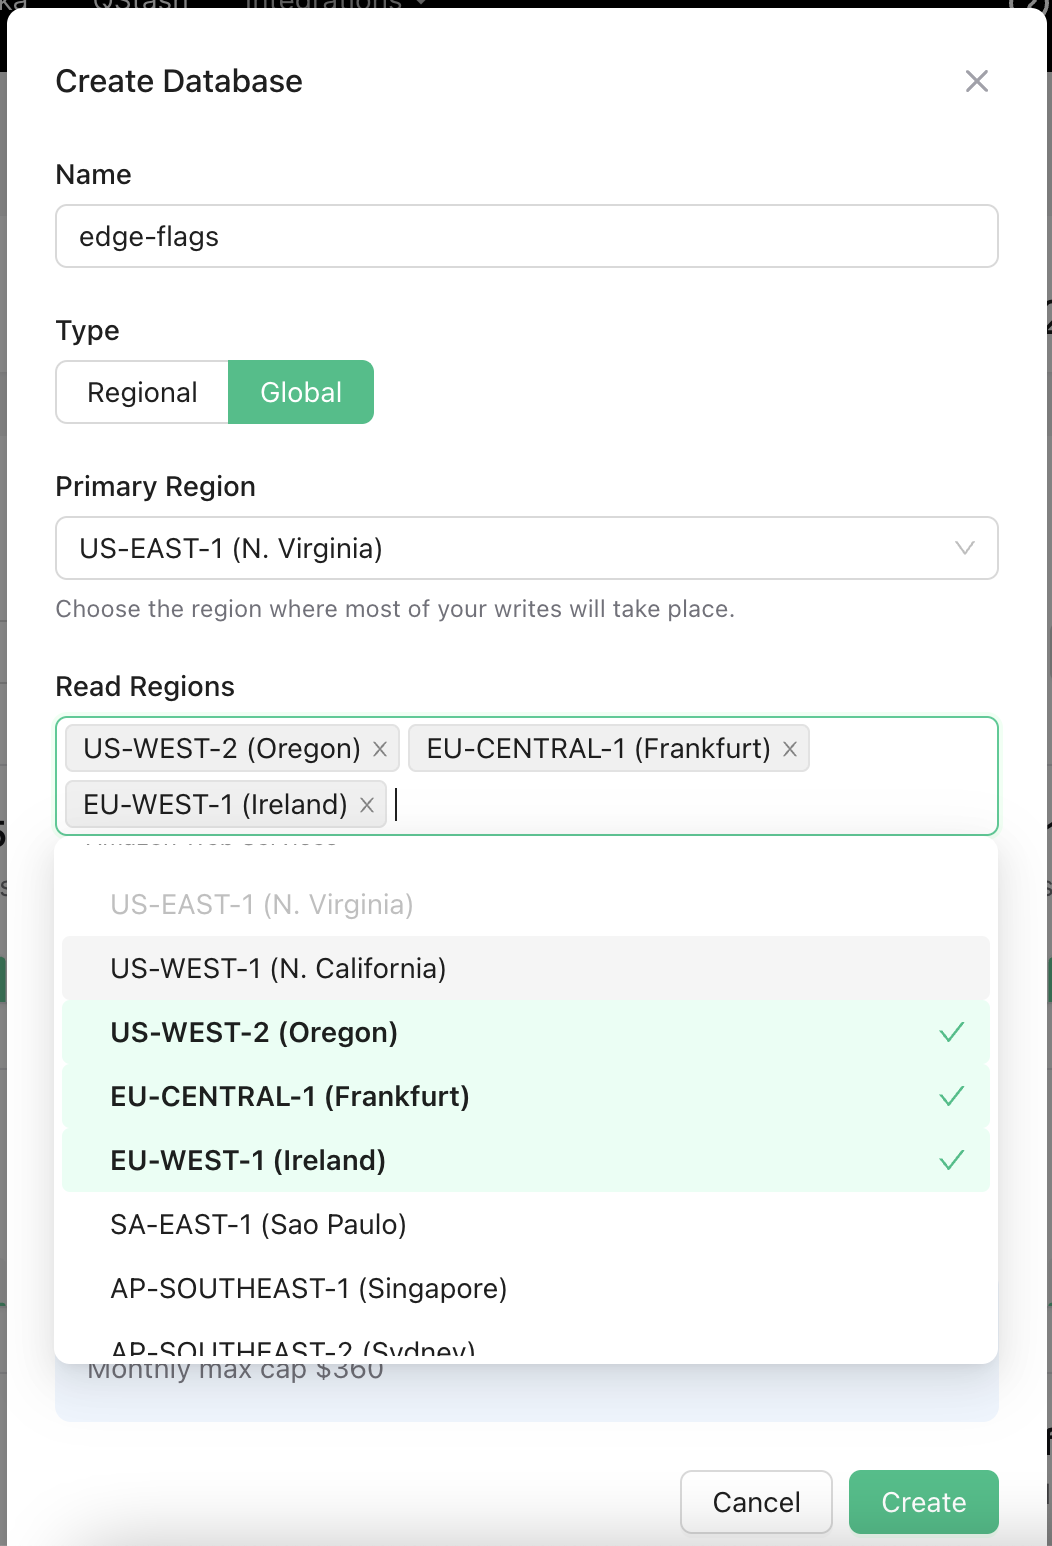 QStash Integrations
Create Database
Name
edge-flags
Type
Regional Global
Primary Region
US-EAST-1 (N. Virginia)
Choose the region where most of your writes will take place.
Read Regions
US-WEST-2 (Oregon) EU-CENTRAL-1 (Frankfurt)
EU-WEST-1 (Ireland)
Amazon Web Services
US-EAST-1 (N. Virginia)
US-WEST-1 (N. California)
US-WEST-2 (Oregon)
EU-CENTRAL-1 (Frankfurt)
EU-WEST-1 (Ireland)
SA-EAST-1 (Sao Paulo)
AP-SOUTHEAST-1 (Singapore)
AP-SOUTHEAST-2 (Sydney)
Monthly max cap $360
Cancel Create